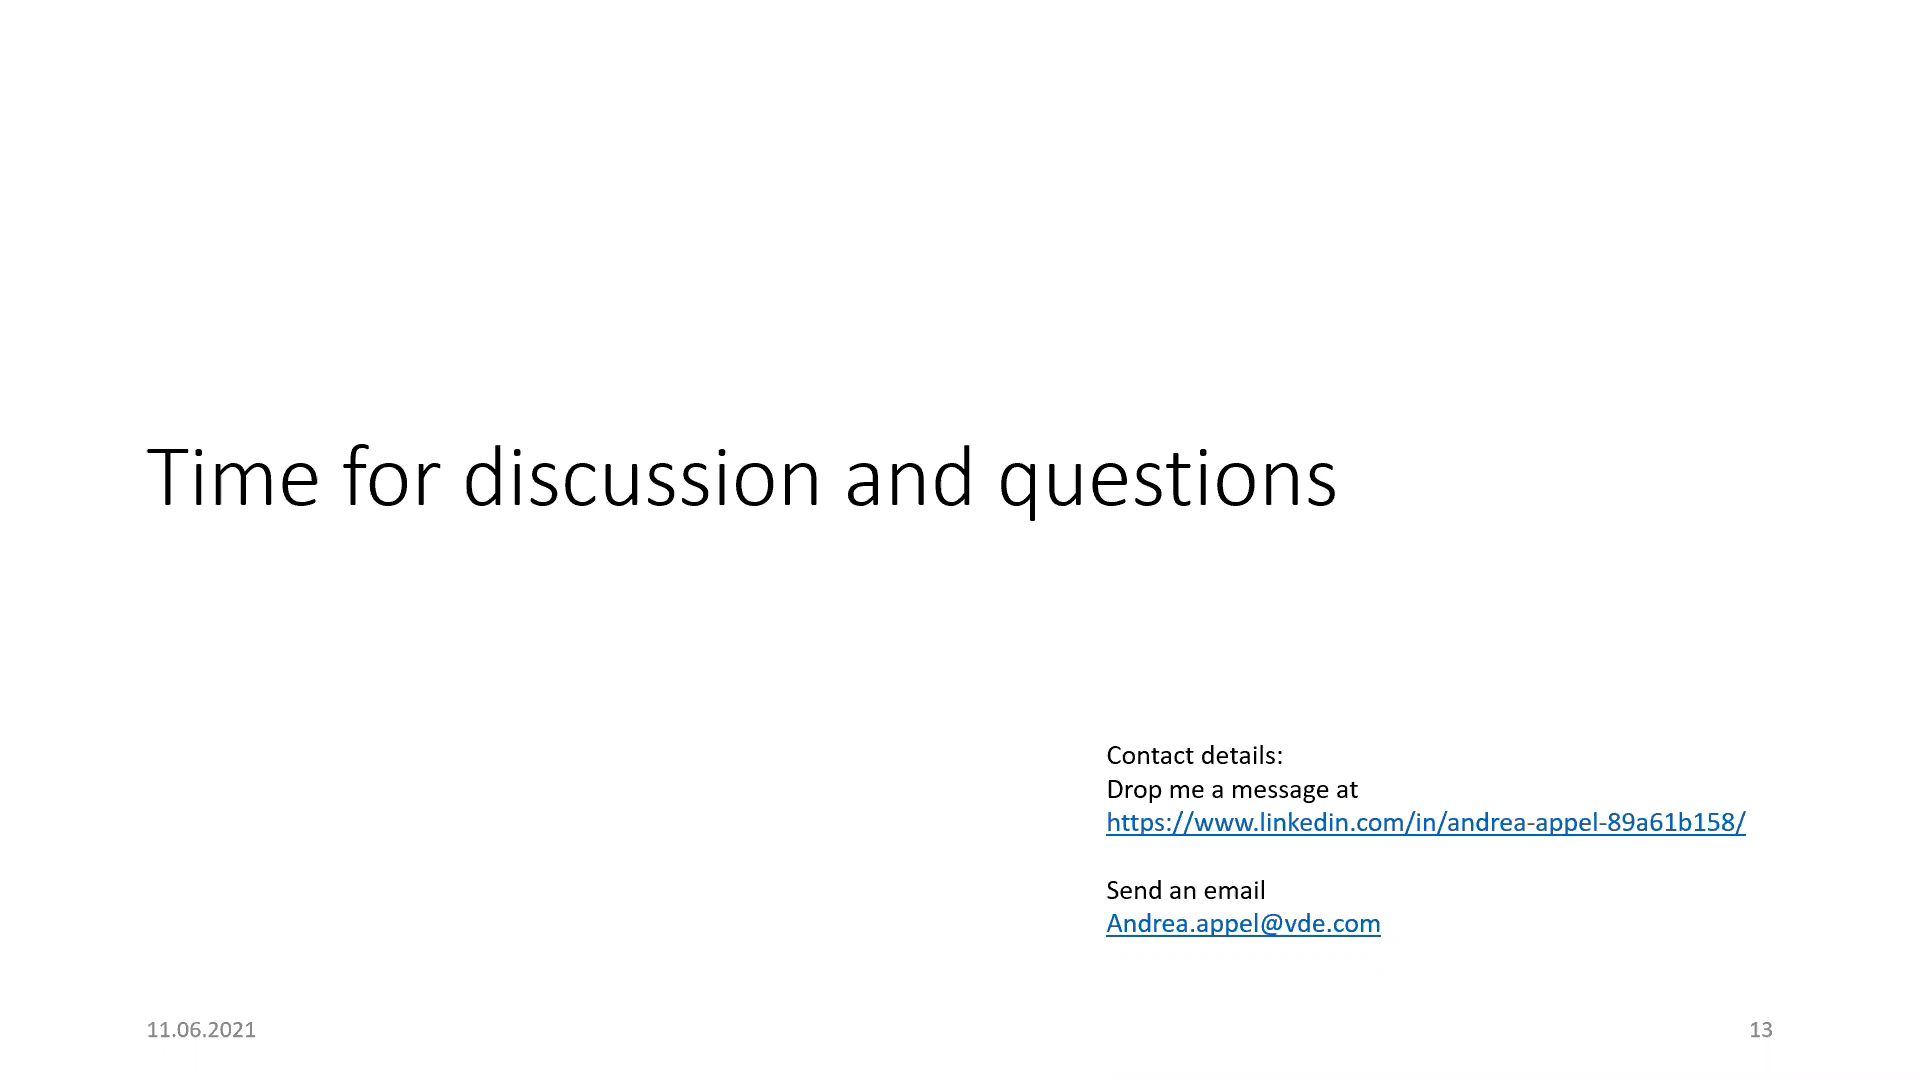 Time for discussion and questions
Contact details:
Drop me a message at
https://www.linkedin.com/in/andrea-appel-89a61b158/
Send an email
Andrea.appel@vde.com
11.06.2021
13